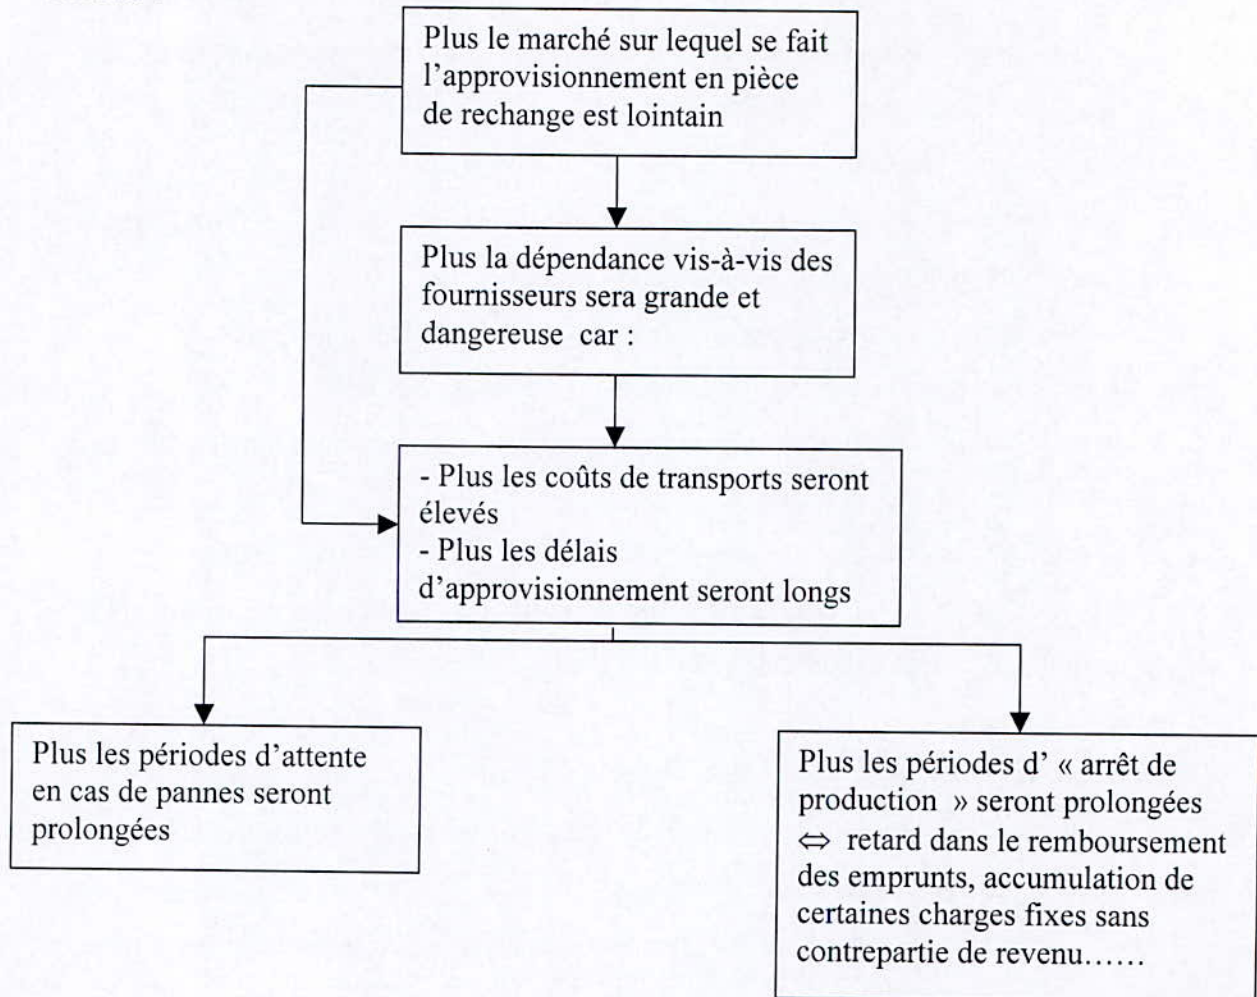 Plus le marché sur lequel se fait
l'approvisionnement en pièce
de rechange est lointain
Plus la dépendance vis-à-vis des
fournisseurs sera grande et
dangereuse car :
- Plus les coûts de transports seront
élevés
- Plus les délais
d'approvisionnement seront longs
Plus les périodes d'attente
en cas de pannes seront
prolongées
Plus les périodes d' « arrêt de
production » seront prolongées
⇔ retard dans le remboursement
des emprunts, accumulation de
certaines charges fixes sans
contrepartie de revenu……